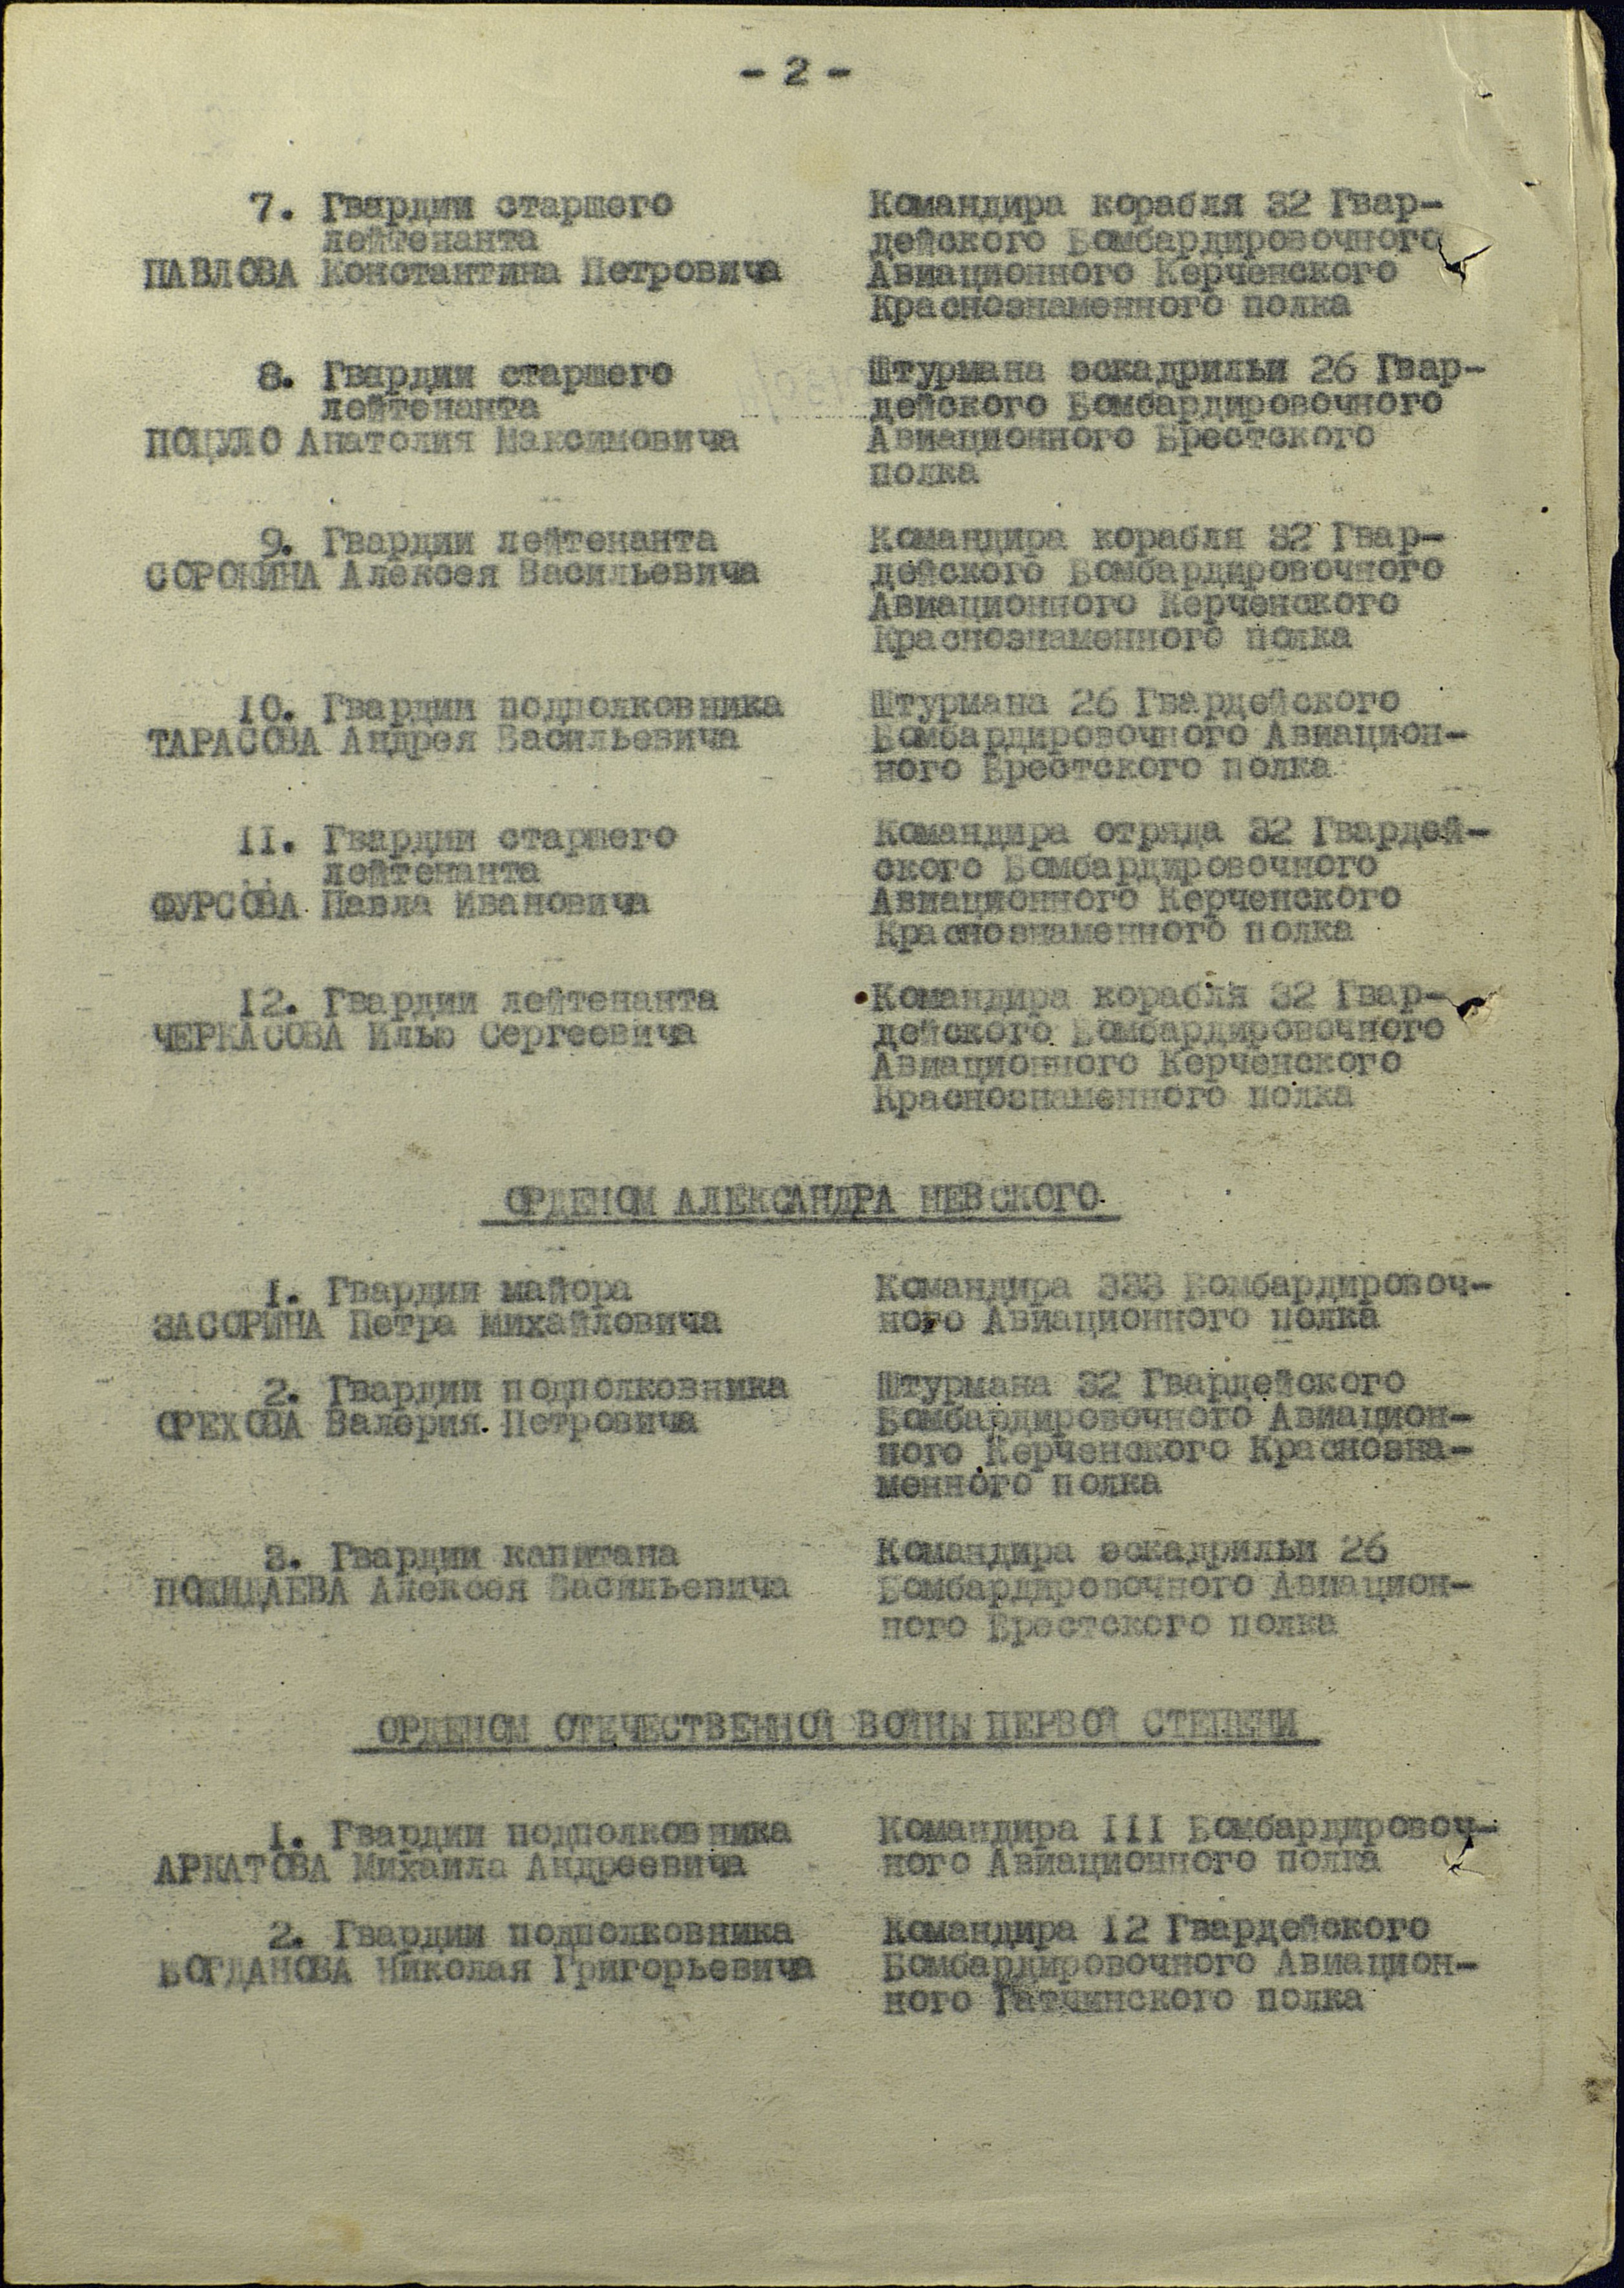 - 2 -
7. Гвардии старшего
лейтенанта
ПАВЛОВА Константина Петровича
Командира корабля 32 Гвар-
дейского Бомбардировочного
Авиационного Керченского
Краснознаменного полка
8. Гвардии старшего
лейтенанта
ПОЦУЛО Анатолия Максимовича
Штурмана эскадрильи 26 Гвар-
дейского Бомбардировочного
Авиационного Брестского
полка
9. Гвардии лейтенанта
СОРОКИНА Алексея Васильевича
Командира корабля 32 Гвар-
дейского Бомбардировочного
Авиационного Керченского
Краснознаменного полка
10. Гвардии подполковника
ТАРАСОВА Андрея Васильевича
Штурмана 26 Гвардейского
Бомбардировочного Авиацион-
ного Брестского полка
11. Гвардии старшего
лейтенанта
ФУРСОВА Павла Ивановича
Командира отряда 32 Гвардей-
ского Бомбардировочного
Авиационного Керченского
Краснознаменного полка
12. Гвардии лейтенанта
ЧЕРКАСОВА Илью Сергеевича
Командира корабля 32 Гвар-
дейского Бомбардировочного
Авиационного Керченского
Краснознаменного полка
ОРДЕНОМ АЛЕКСАНДРА НЕВСКОГО
1. Гвардии майора
ЗАСОРИНА Петра Михайловича
Командира 333 Бомбардировоч-
ного Авиационного полка
2. Гвардии подполковника
ОРЕХОВА Валерия Петровича
Штурмана 32 Гвардейского
Бомбардировочного Авиацион-
ного Керченского Краснозна-
менного полка
3. Гвардии капитана
Алексея Васильевича
Командира эскадрильи 26
Бомбардировочного Авиацион-
ного Брестского полка
ОРДЕНОМ ОТЕЧЕСТВЕННОЙ ВОЙНЫ ПЕРВОЙ СТЕПЕНИ
1. Гвардии подполковника
АРКАТОВА Михаила Андреевича
Командира 111 Бомбардировоч-
ного Авиационного полка
2. Гвардии подполковника
БОГДАНОВА Николая Григорьевича
Командира 12 Гвардейского
Бомбардировочного Авиацион-
ного Гатчинского полка